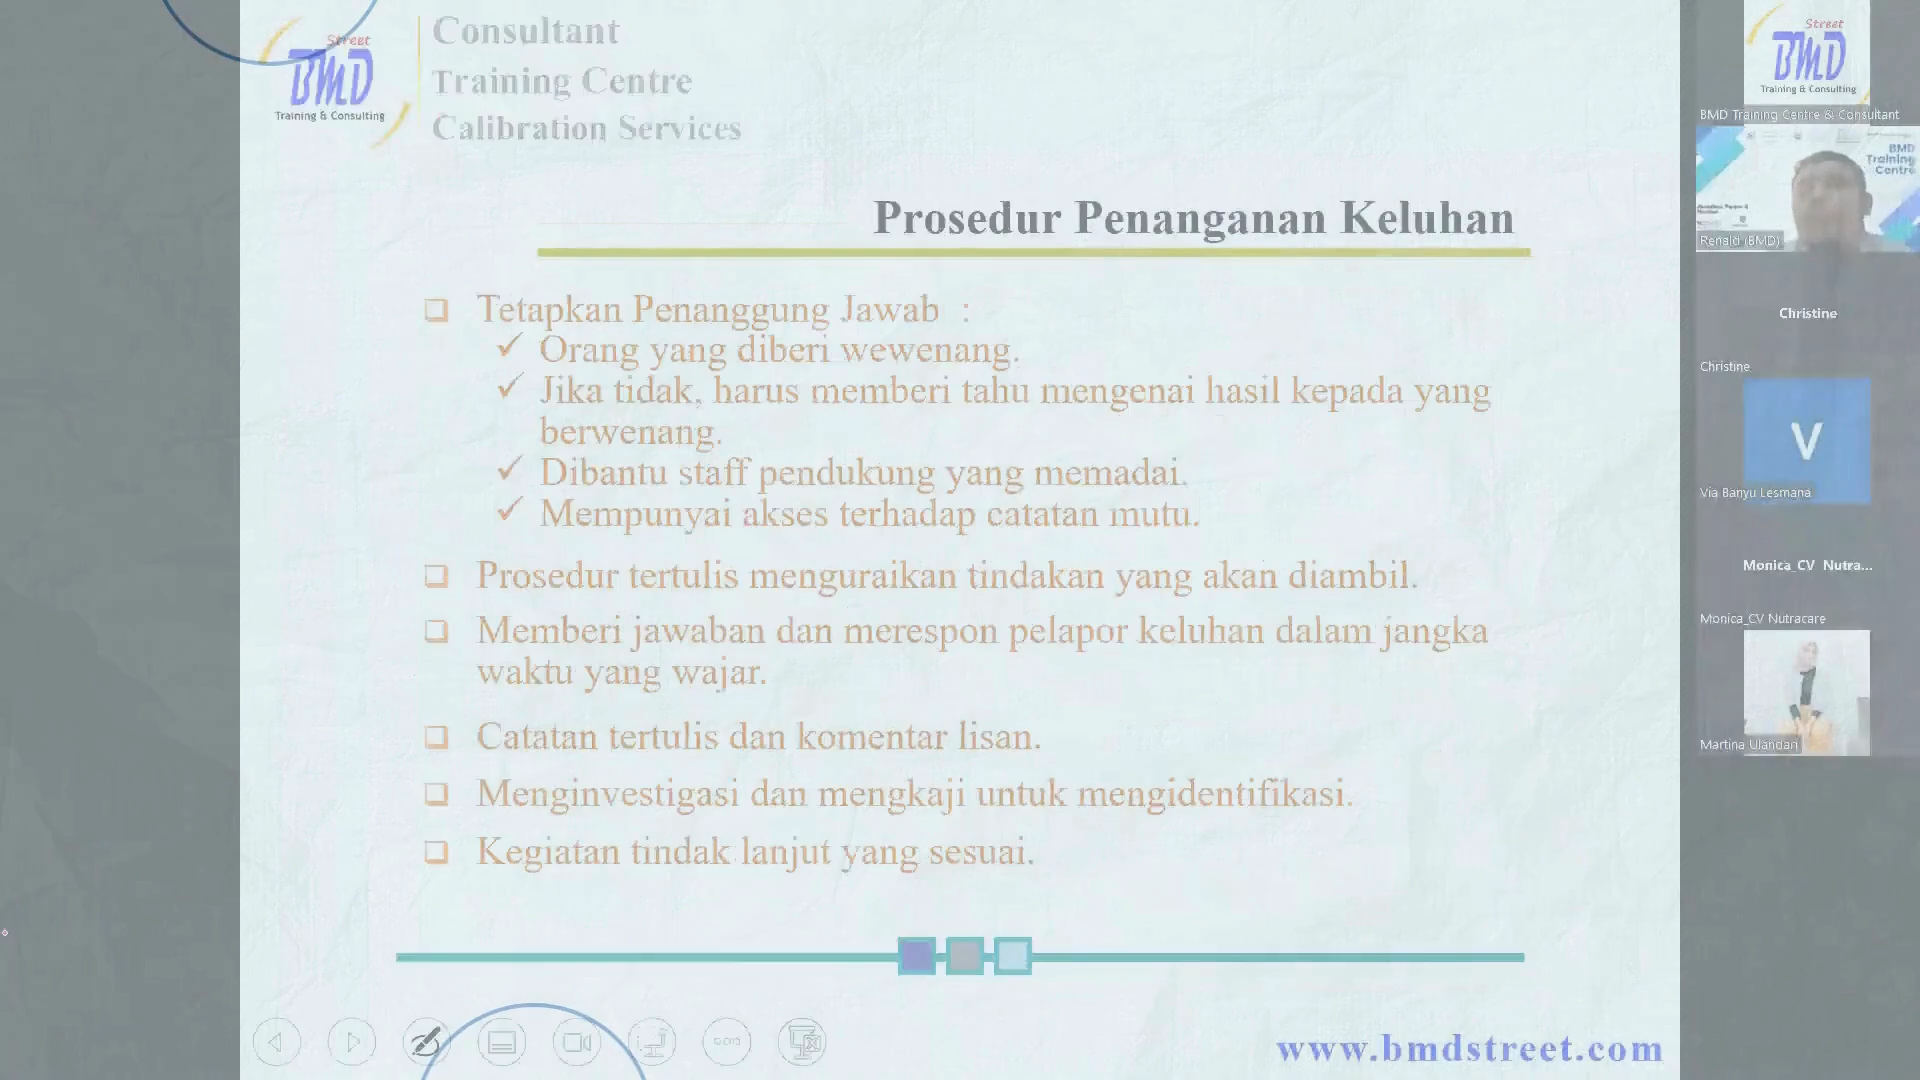 Street
BMD
Training & Consulting
Consultant
Training Centre
Calibration Services
Prosedur Penanganan Keluhan
Tetapkan Penanggung Jawab :
Orang yang diberi wewenang.
Jika tidak, harus memberi tahu mengenai hasil kepada yang
berwenang.
Dibantu staff pendukung yang memadai.
Mempunyai akses terhadap catatan mutu.
Prosedur tertulis menguraikan tindakan yang akan diambil.
Memberi jawaban dan merespon pelapor keluhan dalam jangka
waktu yang wajar.
Catatan tertulis dan komentar lisan.
Menginvestigasi dan mengkaji untuk mengidentifikasi.
Kegiatan tindak lanjut yang sesuai.
www.bmdstreet.com
Street
BMD
Training & Consulting
BMD Training Centre & Consultant
BMD
Training
Centre
Renald (BMD)
Christine
Christine
V
Via Banyu Lesmana
Monica_CV Nutra...
Monica_CV Nutracare
Martina Ulandari